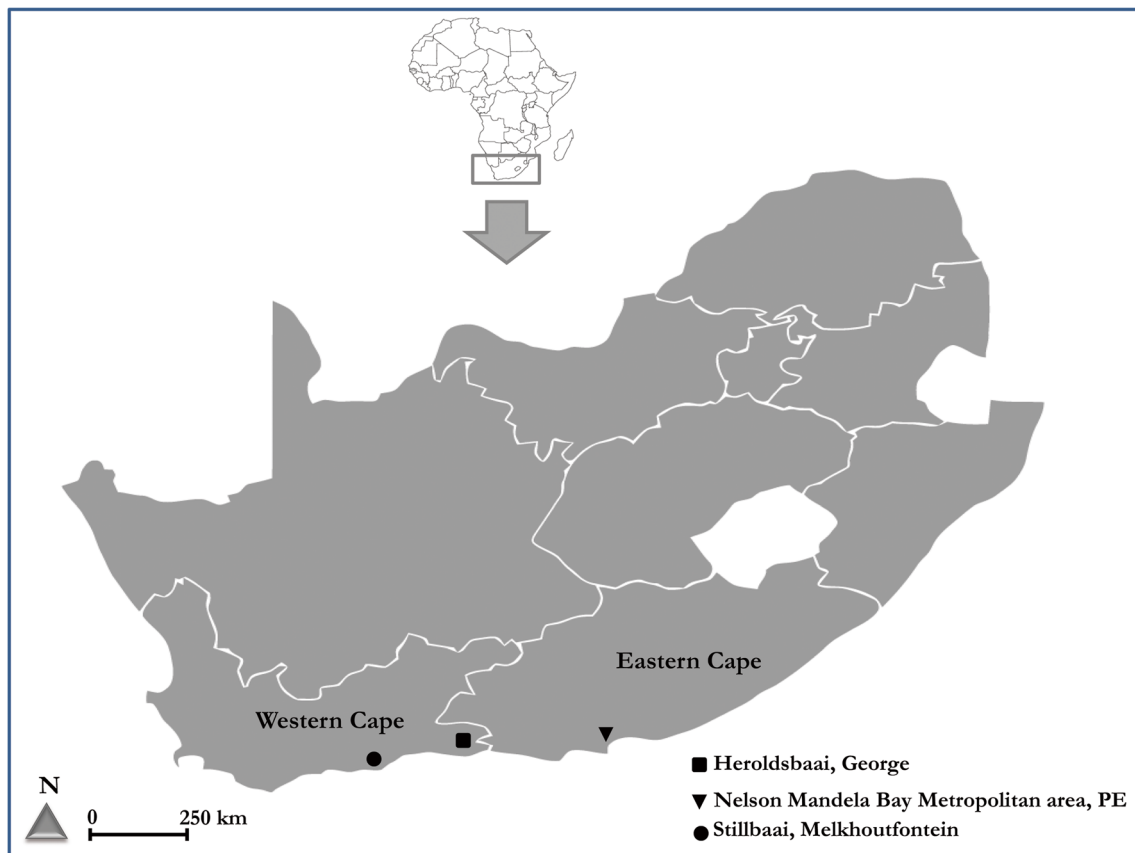 Eastern Cape
Western Cape
Heroldsbaai, George
N
0 250 km
Nelson Mandela Bay Metropolitan area, PE
Stillbaai, Melkhoutfontein